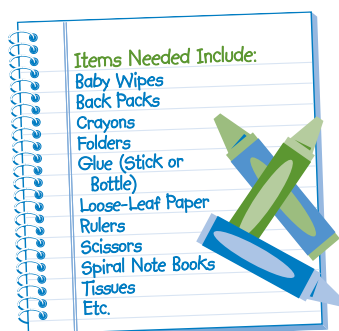 Items Needed Include:
Baby Wipes
Back Packs
Crayons
Folders
Glue (Stick or
Bottle)
Loose-Leaf Paper
Rulers
Scissors
Spiral Note Books
Tissues
Etc.